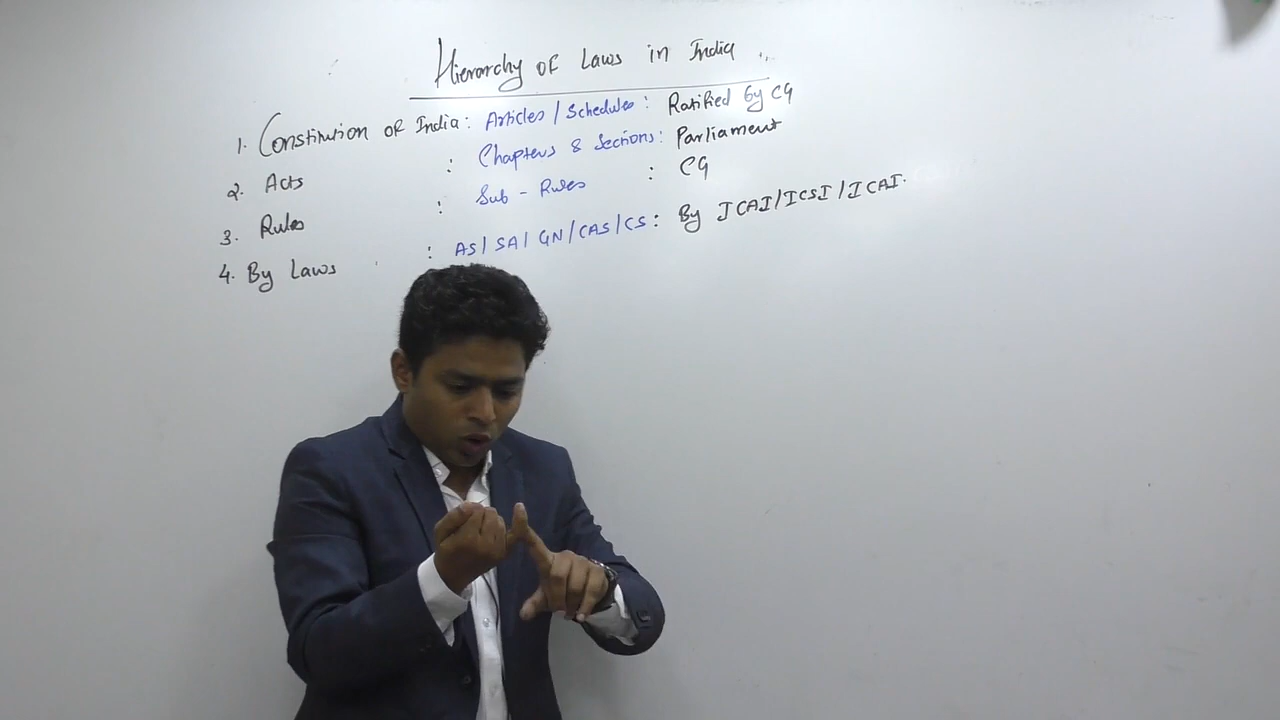 Hierarchy of Laws in India
1. Constitution of India: Articles / Schedules: Ratified by CG
2. Acts : Chapters & Sections: Parliament
3. Rules : Sub-Rules : CG
4. By Laws : AS / SA / GN / CAS / CS: By ICAI / ICSI / ICAI.